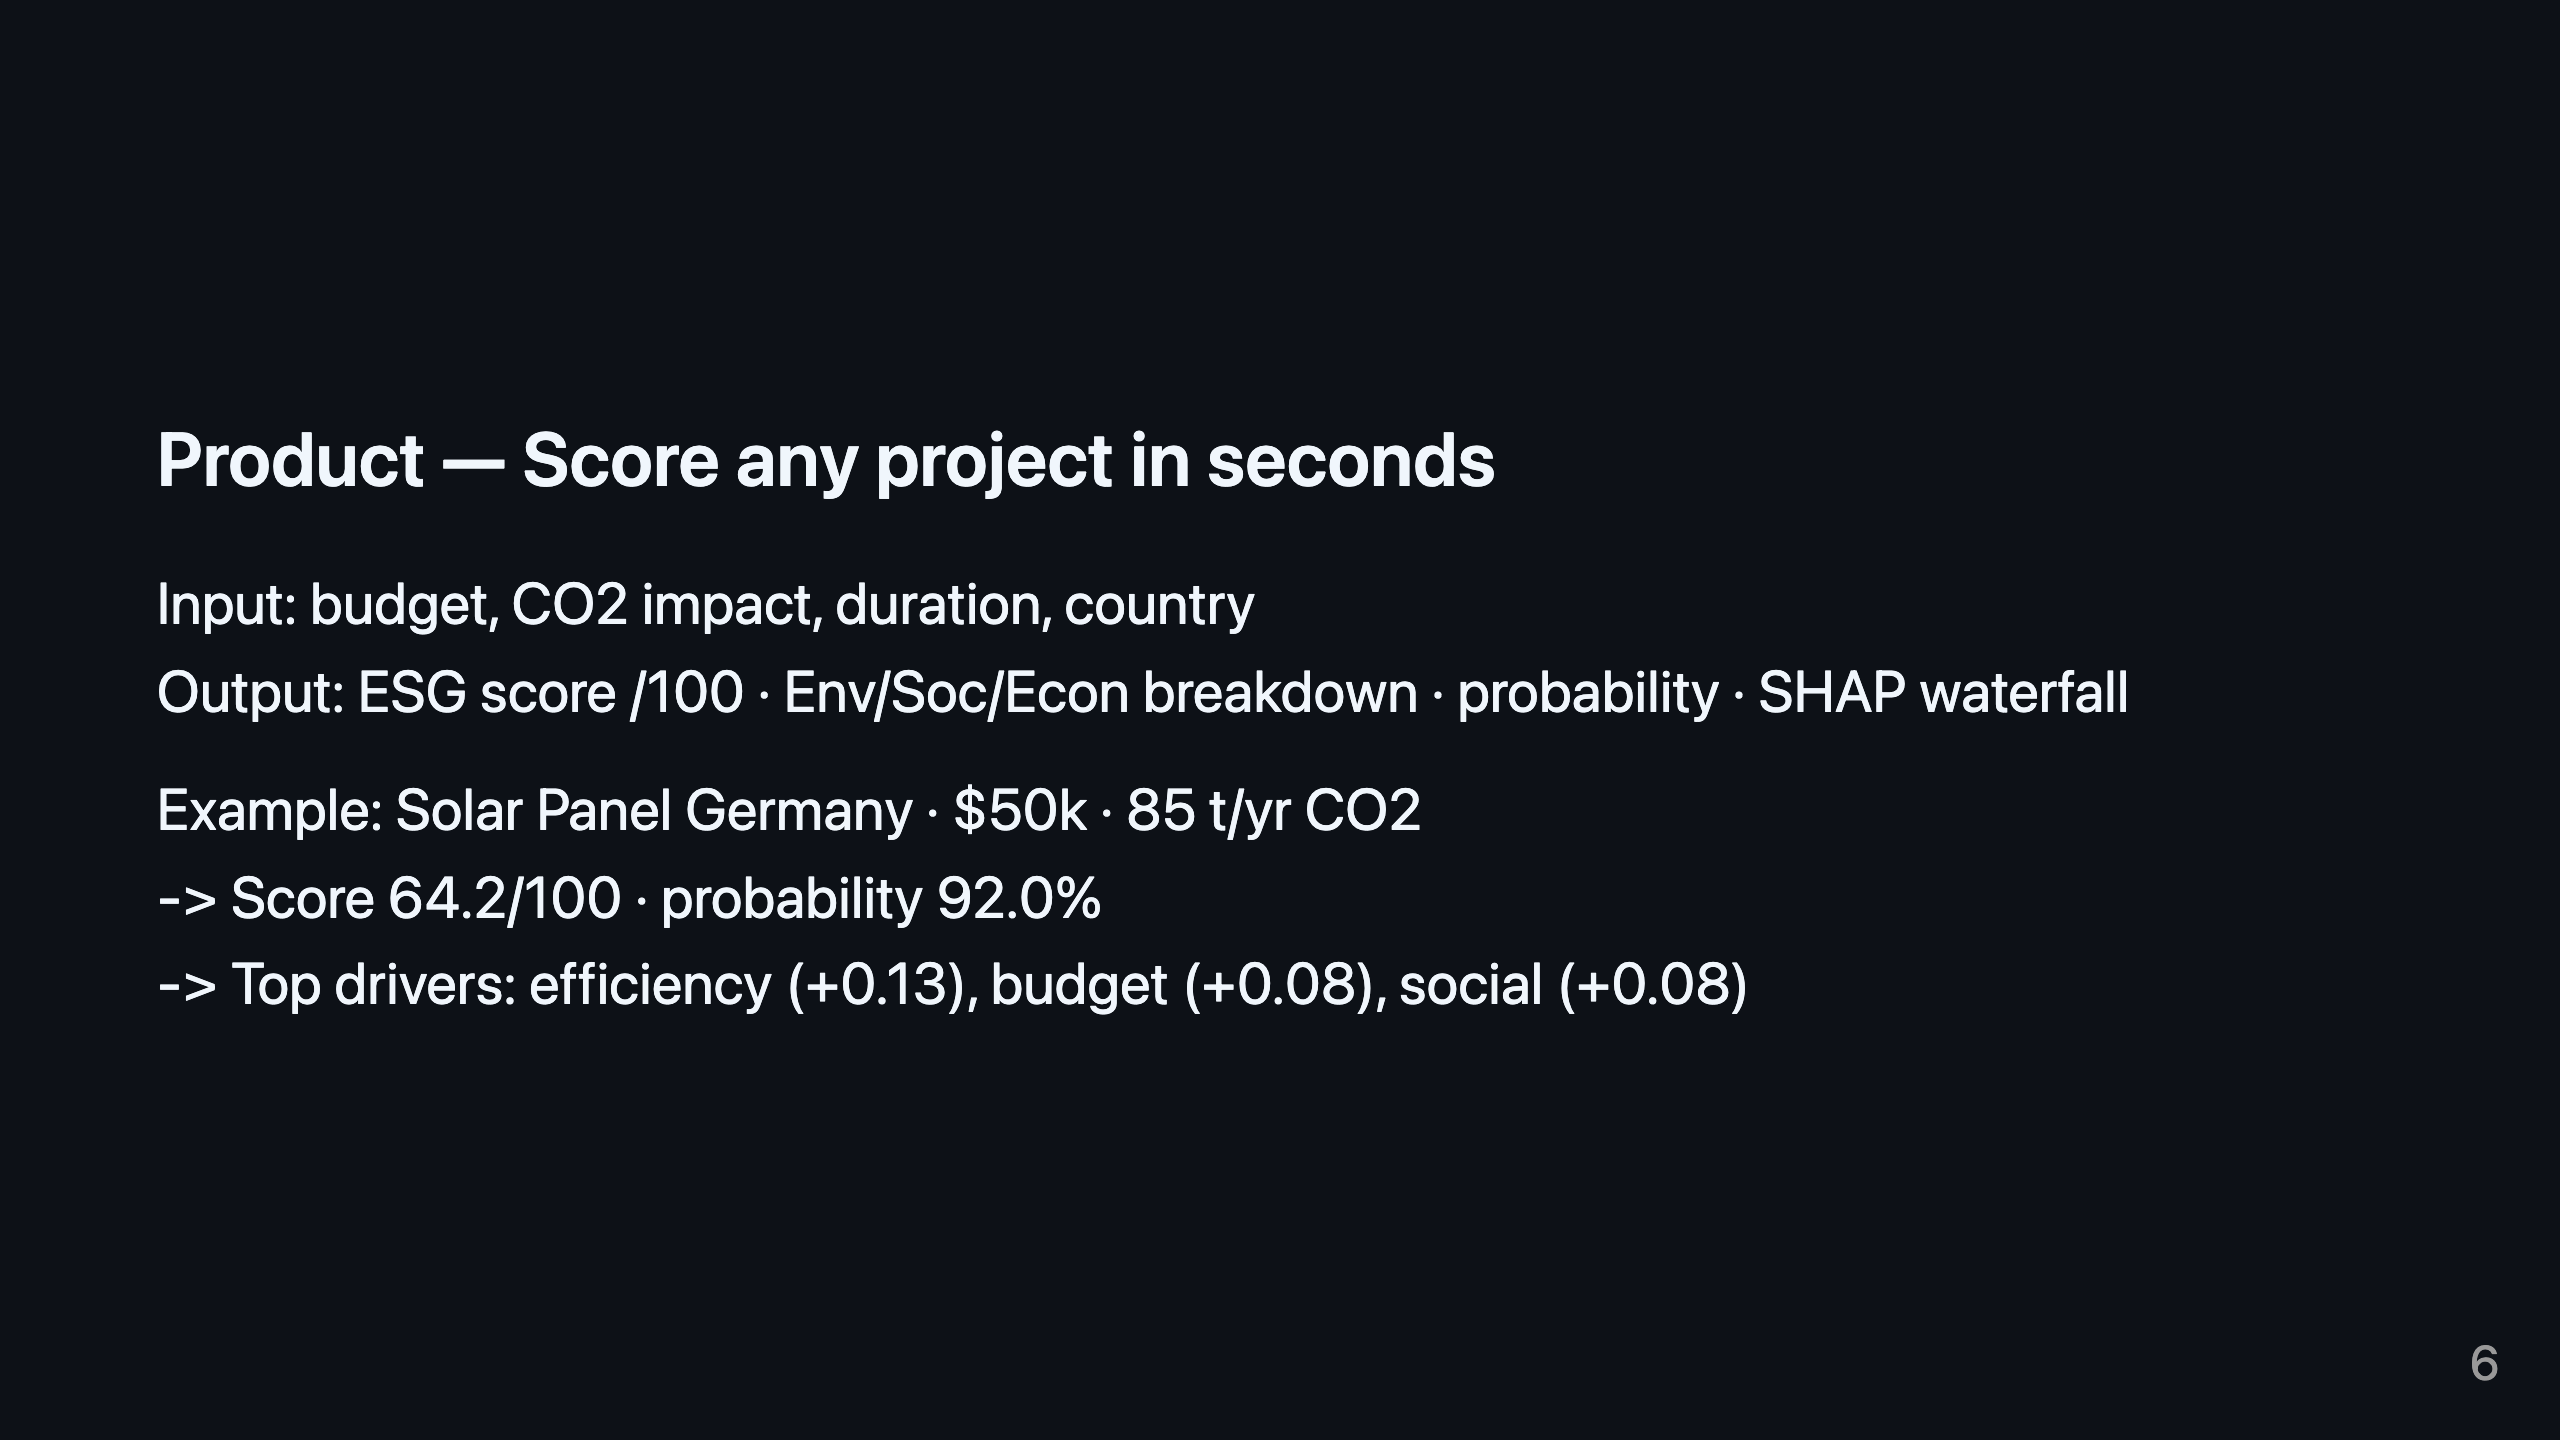 Product — Score any project in seconds
Input: budget, CO2 impact, duration, country
Output: ESG score /100 · Env/Soc/Econ breakdown · probability · SHAP waterfall
Example: Solar Panel Germany · $50k · 85 t/yr CO2
-> Score 64.2/100 · probability 92.0%
-> Top drivers: efficiency (+0.13), budget (+0.08), social (+0.08)
6